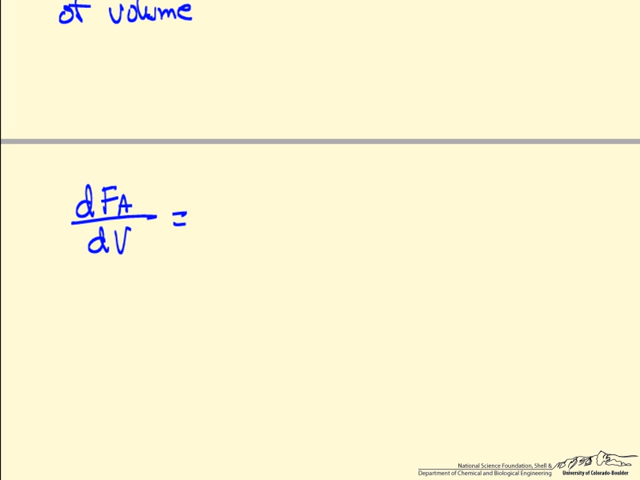 of volume
dFA
dV =
National Science Foundation, Shell &
Department of Chemical and Biological Engineering
University of Colorado-Boulder